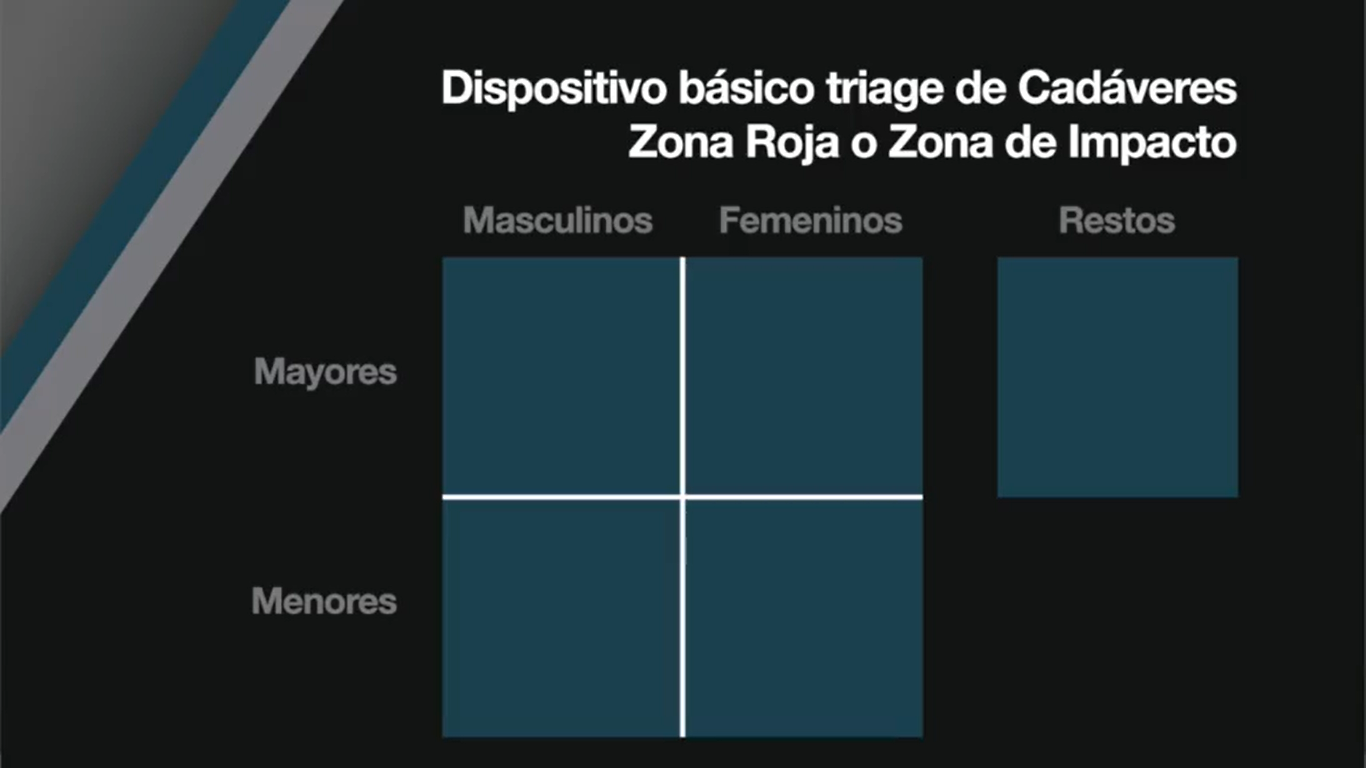 Dispositivo básico triage de Cadáveres
Zona Roja o Zona de Impacto
Masculinos Femeninos Restos
Mayores
Menores